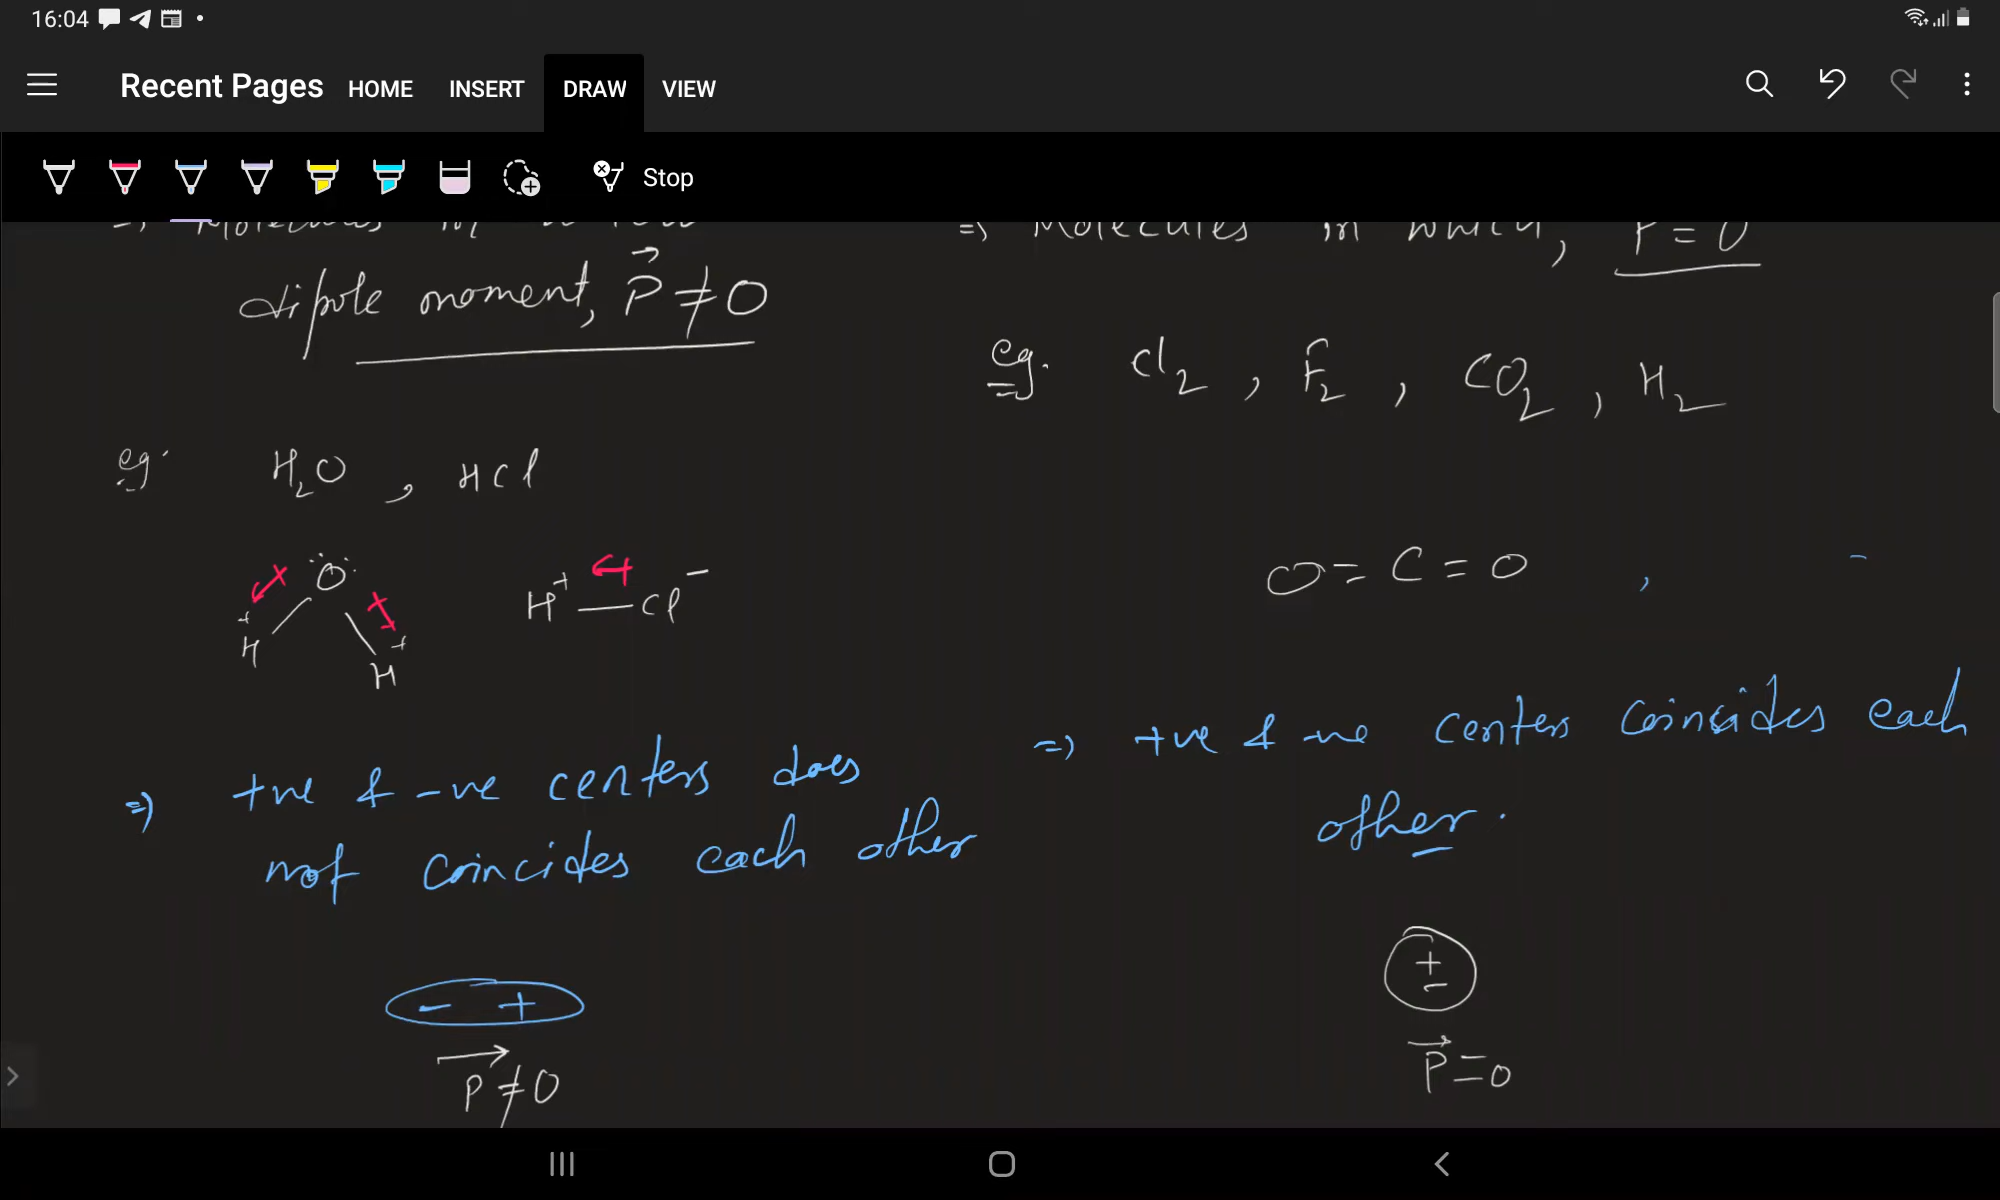 16:04
Recent Pages HOME INSERT DRAW VIEW
Stop
=) Molecules
dipole moment, P ≠ 0
eg. H2O , HCl
O
H
H
+
+
H+ — Cl−
=) +ve & -ve centers does
not coincides each other
- +
P ≠ 0
=) Molecules in which, P = 0
eg. Cl2 , F2 , CO2 , H2
O = C = O ,
=) +ve & -ve centers coincides each
other.
+
-
P = 0